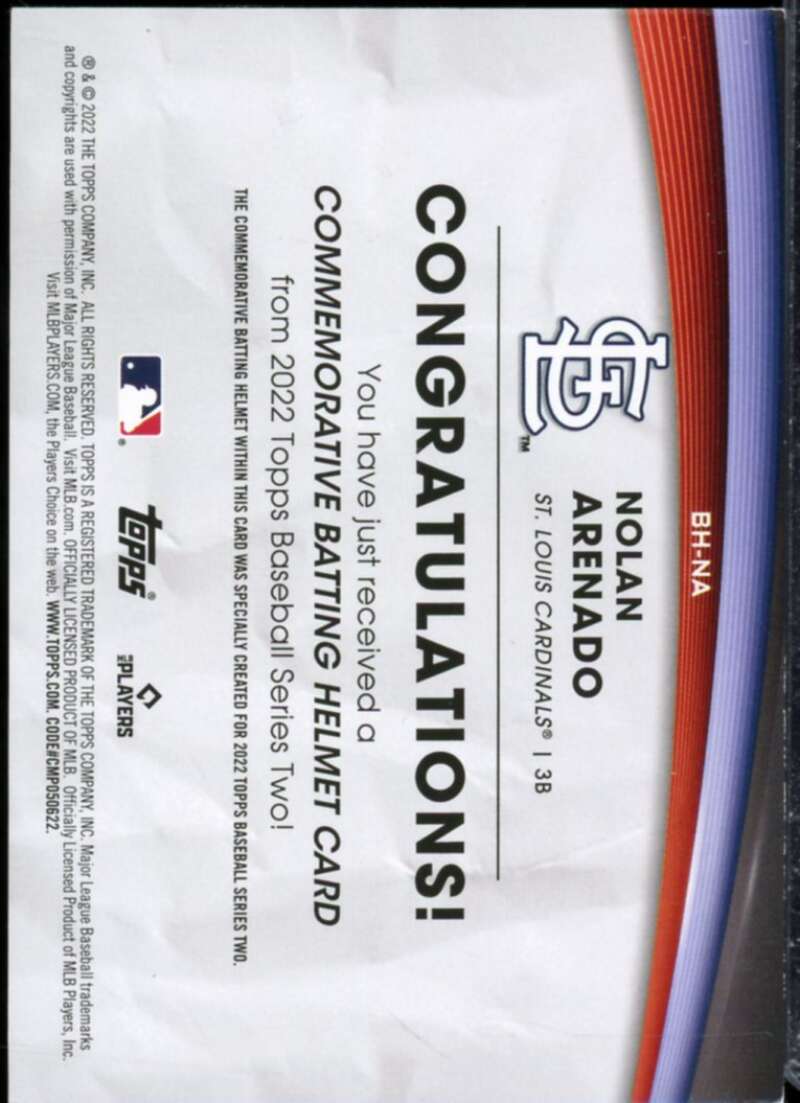 BH-NA
NOLAN
ARENADO
ST. LOUIS CARDINALS® | 3B
STL™
CONGRATULATIONS!
You have just received a
COMMEMORATIVE BATTING HELMET CARD
from 2022 Topps Baseball Series Two!
THE COMMEMORATIVE BATTING HELMET WITHIN THIS CARD WAS SPECIALLY CREATED FOR 2022 TOPPS BASEBALL SERIES TWO.
®
topps®
MLB PLAYERS
® & © 2022 THE TOPPS COMPANY, INC. ALL RIGHTS RESERVED. TOPPS IS A REGISTERED TRADEMARK OF THE TOPPS COMPANY, INC. Major League Baseball trademarks
and copyrights are used with permission of Major League Baseball. Visit MLB.com. OFFICIALLY LICENSED PRODUCT OF MLB. Officially Licensed Product of MLB Players, Inc.
Visit MLBPLAYERS.COM, the Players Choice on the web. WWW.TOPPS.COM. CODE#CMP050622.